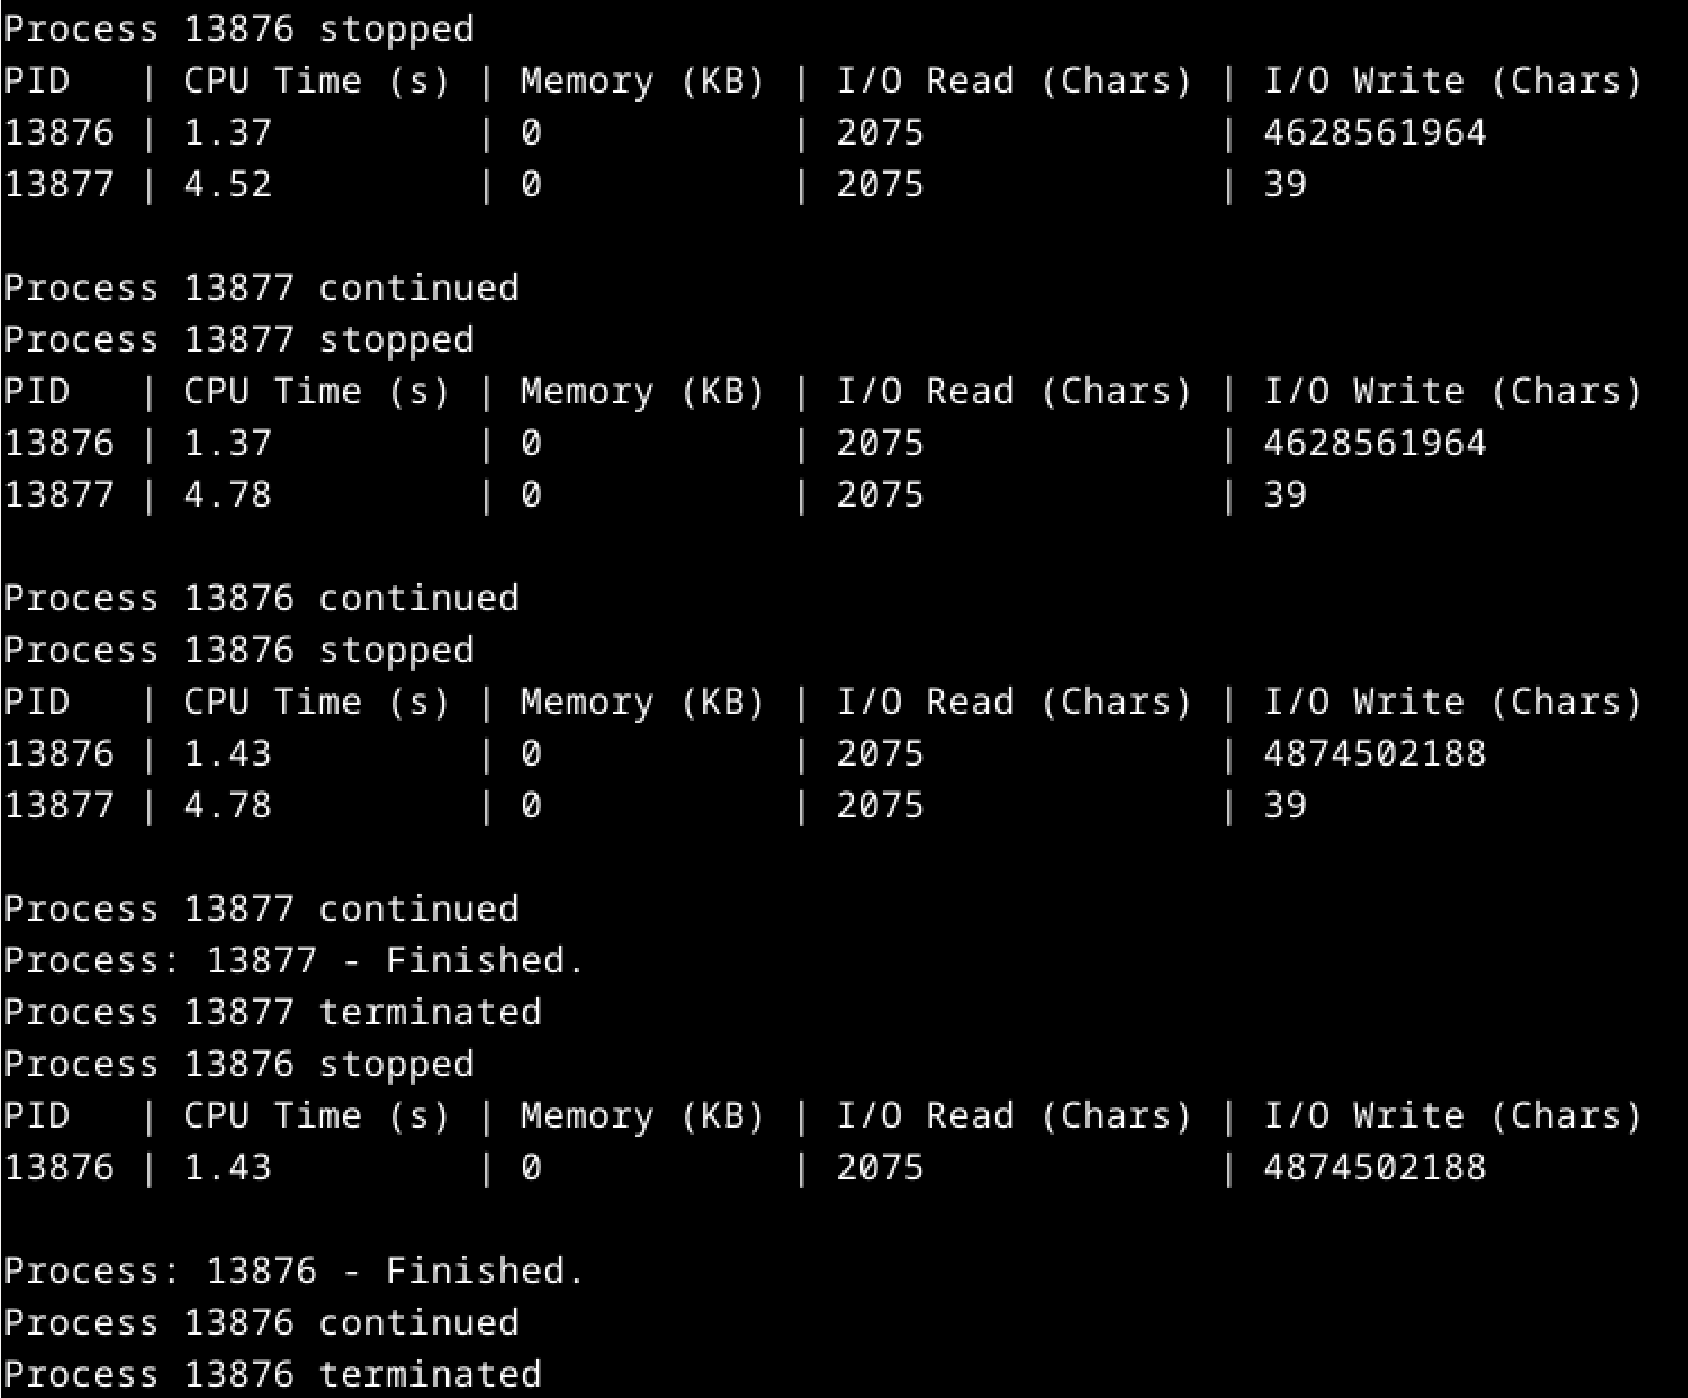 Process 13876 stopped
PID   | CPU Time (s) | Memory (KB) | I/O Read (Chars) | I/O Write (Chars)
13876 | 1.37         | 0           | 2075             | 4628561964
13877 | 4.52         | 0           | 2075             | 39

Process 13877 continued
Process 13877 stopped
PID   | CPU Time (s) | Memory (KB) | I/O Read (Chars) | I/O Write (Chars)
13876 | 1.37         | 0           | 2075             | 4628561964
13877 | 4.78         | 0           | 2075             | 39

Process 13876 continued
Process 13876 stopped
PID   | CPU Time (s) | Memory (KB) | I/O Read (Chars) | I/O Write (Chars)
13876 | 1.43         | 0           | 2075             | 4874502188
13877 | 4.78         | 0           | 2075             | 39

Process 13877 continued
Process: 13877 - Finished.
Process 13877 terminated
Process 13876 stopped
PID   | CPU Time (s) | Memory (KB) | I/O Read (Chars) | I/O Write (Chars)
13876 | 1.43         | 0           | 2075             | 4874502188

Process: 13876 - Finished.
Process 13876 continued
Process 13876 terminated